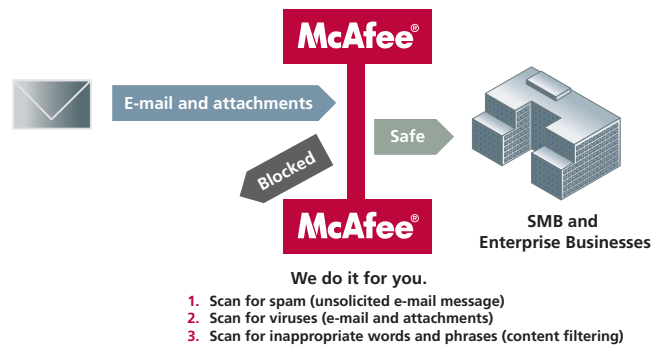 McAfee®
E-mail and attachments
Safe
Blocked
McAfee®
SMB and
Enterprise Businesses
We do it for you.
1. Scan for spam (unsolicited e-mail message)
2. Scan for viruses (e-mail and attachments)
3. Scan for inappropriate words and phrases (content filtering)